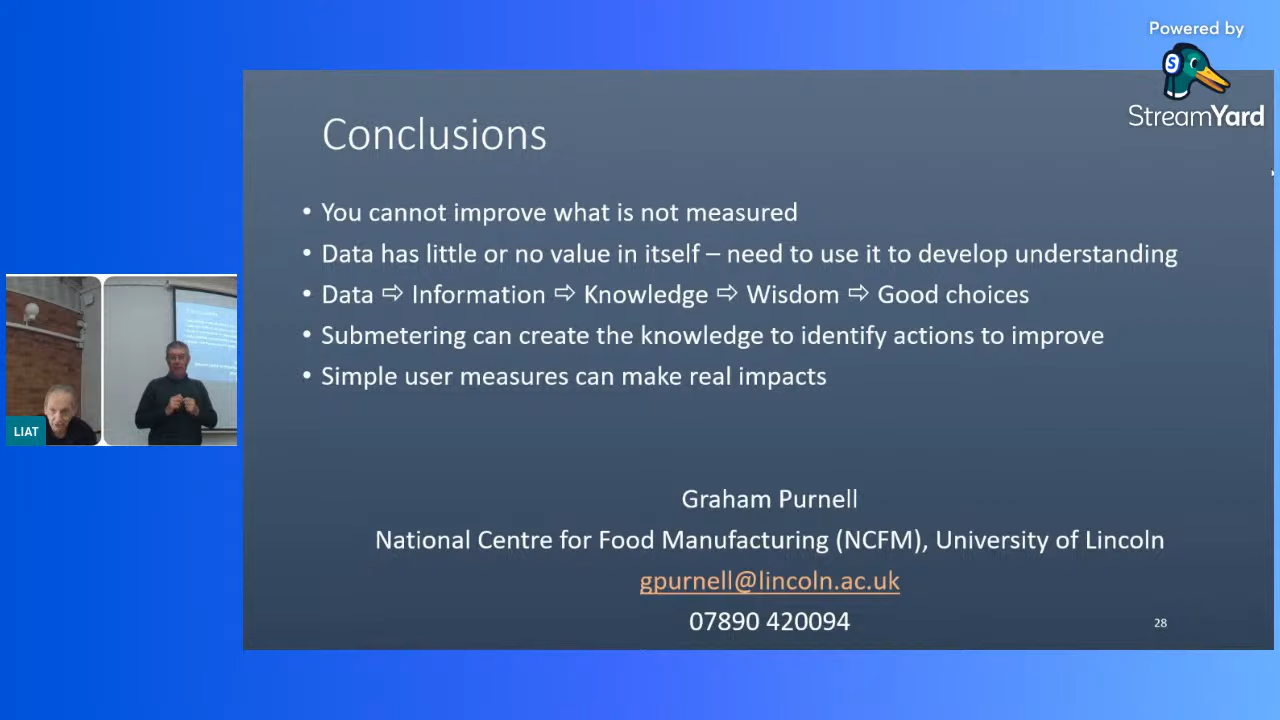 Powered by
StreamYard
Conclusions
• You cannot improve what is not measured
• Data has little or no value in itself – need to use it to develop understanding
• Data ⇨ Information ⇨ Knowledge ⇨ Wisdom ⇨ Good choices
• Submetering can create the knowledge to identify actions to improve
• Simple user measures can make real impacts
LIAT
Graham Purnell
National Centre for Food Manufacturing (NCFM), University of Lincoln
gpurnell@lincoln.ac.uk
07890 420094
28